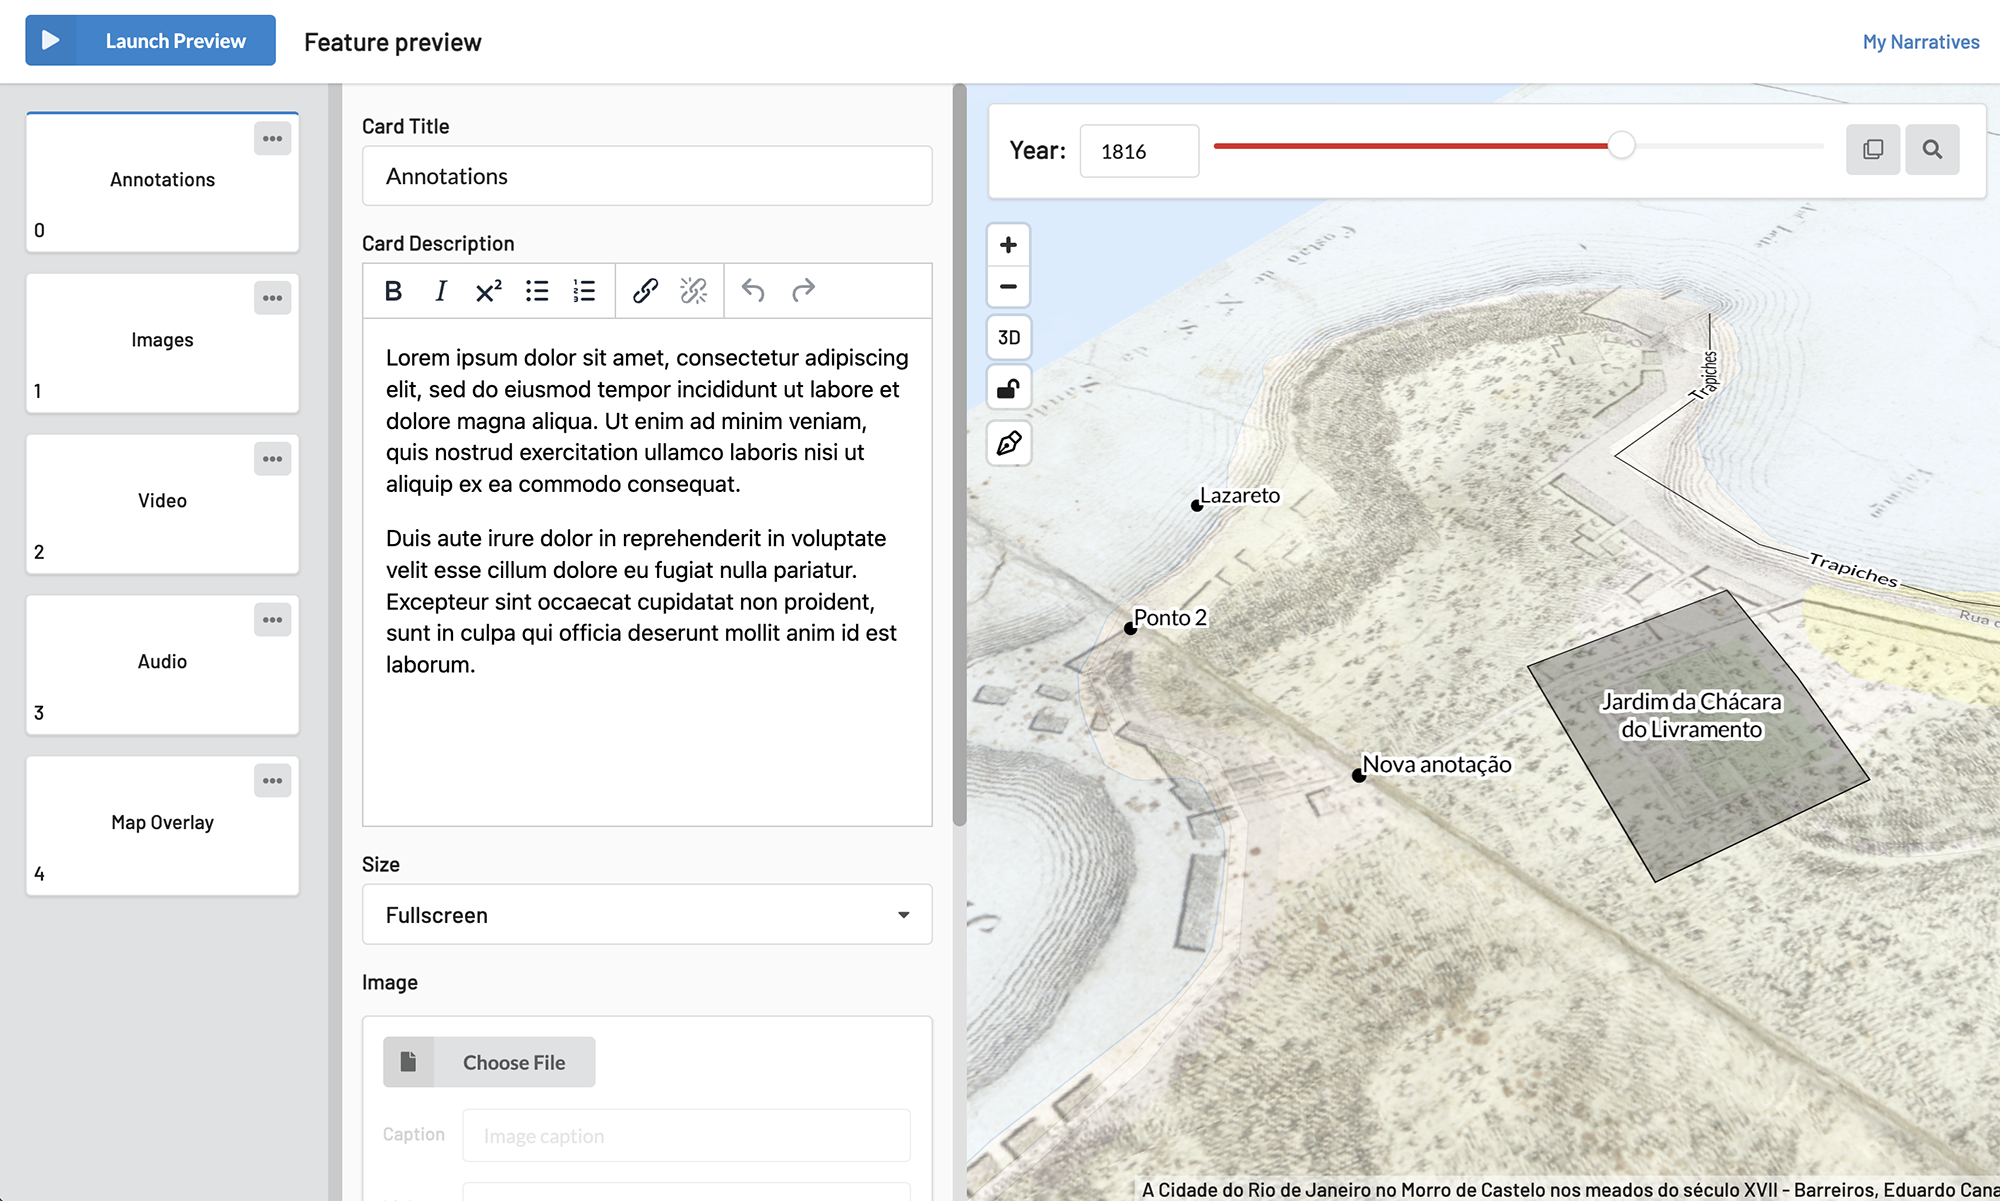 Launch Preview
Feature preview
My Narratives
Annotations
0
Images
1
Video
2
Audio
3
Map Overlay
4
Card Title
Annotations
Card Description
B I X²
Lorem ipsum dolor sit amet, consectetur adipiscing
elit, sed do eiusmod tempor incididunt ut labore et
dolore magna aliqua. Ut enim ad minim veniam,
quis nostrud exercitation ullamco laboris nisi ut
aliquip ex ea commodo consequat.
Duis aute irure dolor in reprehenderit in voluptate
velit esse cillum dolore eu fugiat nulla pariatur.
Excepteur sint occaecat cupidatat non proident,
sunt in culpa qui officia deserunt mollit anim id est
laborum.
Size
Fullscreen
Image
Choose File
Caption
Image caption
Year: 1816
3D
Trapiches
Lazareto
Trapiches
Rua
Ponto 2
Jardim da Chácara
do Livramento
Nova anotação
A Cidade do Rio de Janeiro no Morro de Castelo nos meados do século XVII - Barreiros, Eduardo Cana